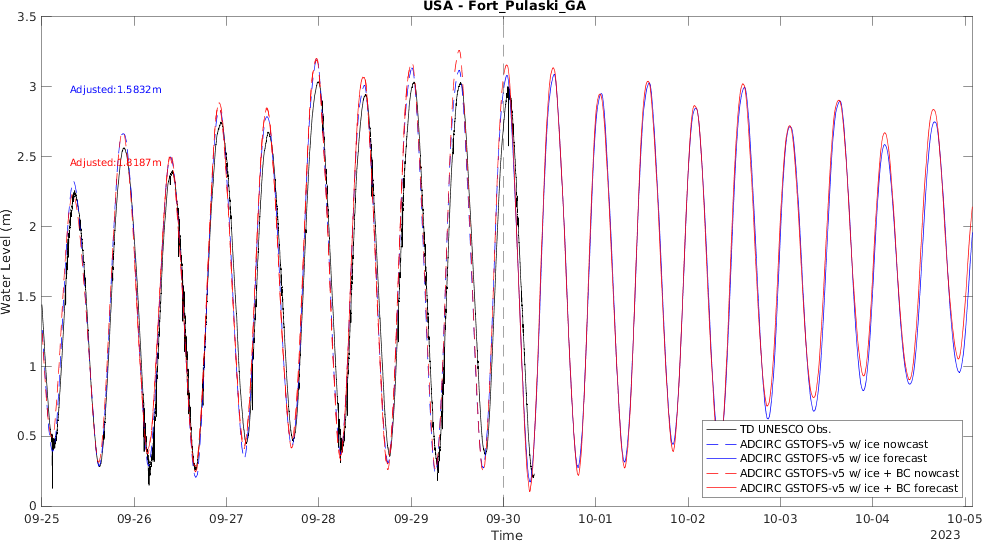 USA - Fort_Pulaski_GA
3.5
3
2.5
2
1.5
1
0.5
0
Water Level (m)
Adjusted:1.5832m
Adjusted:1.8187m
TD UNESCO Obs.
ADCIRC GSTOFS-v5 w/ ice nowcast
ADCIRC GSTOFS-v5 w/ ice forecast
ADCIRC GSTOFS-v5 w/ ice + BC nowcast
ADCIRC GSTOFS-v5 w/ ice + BC forecast
09-25 09-26 09-27 09-28 09-29 09-30 10-01 10-02 10-03 10-04 10-05
Time
2023